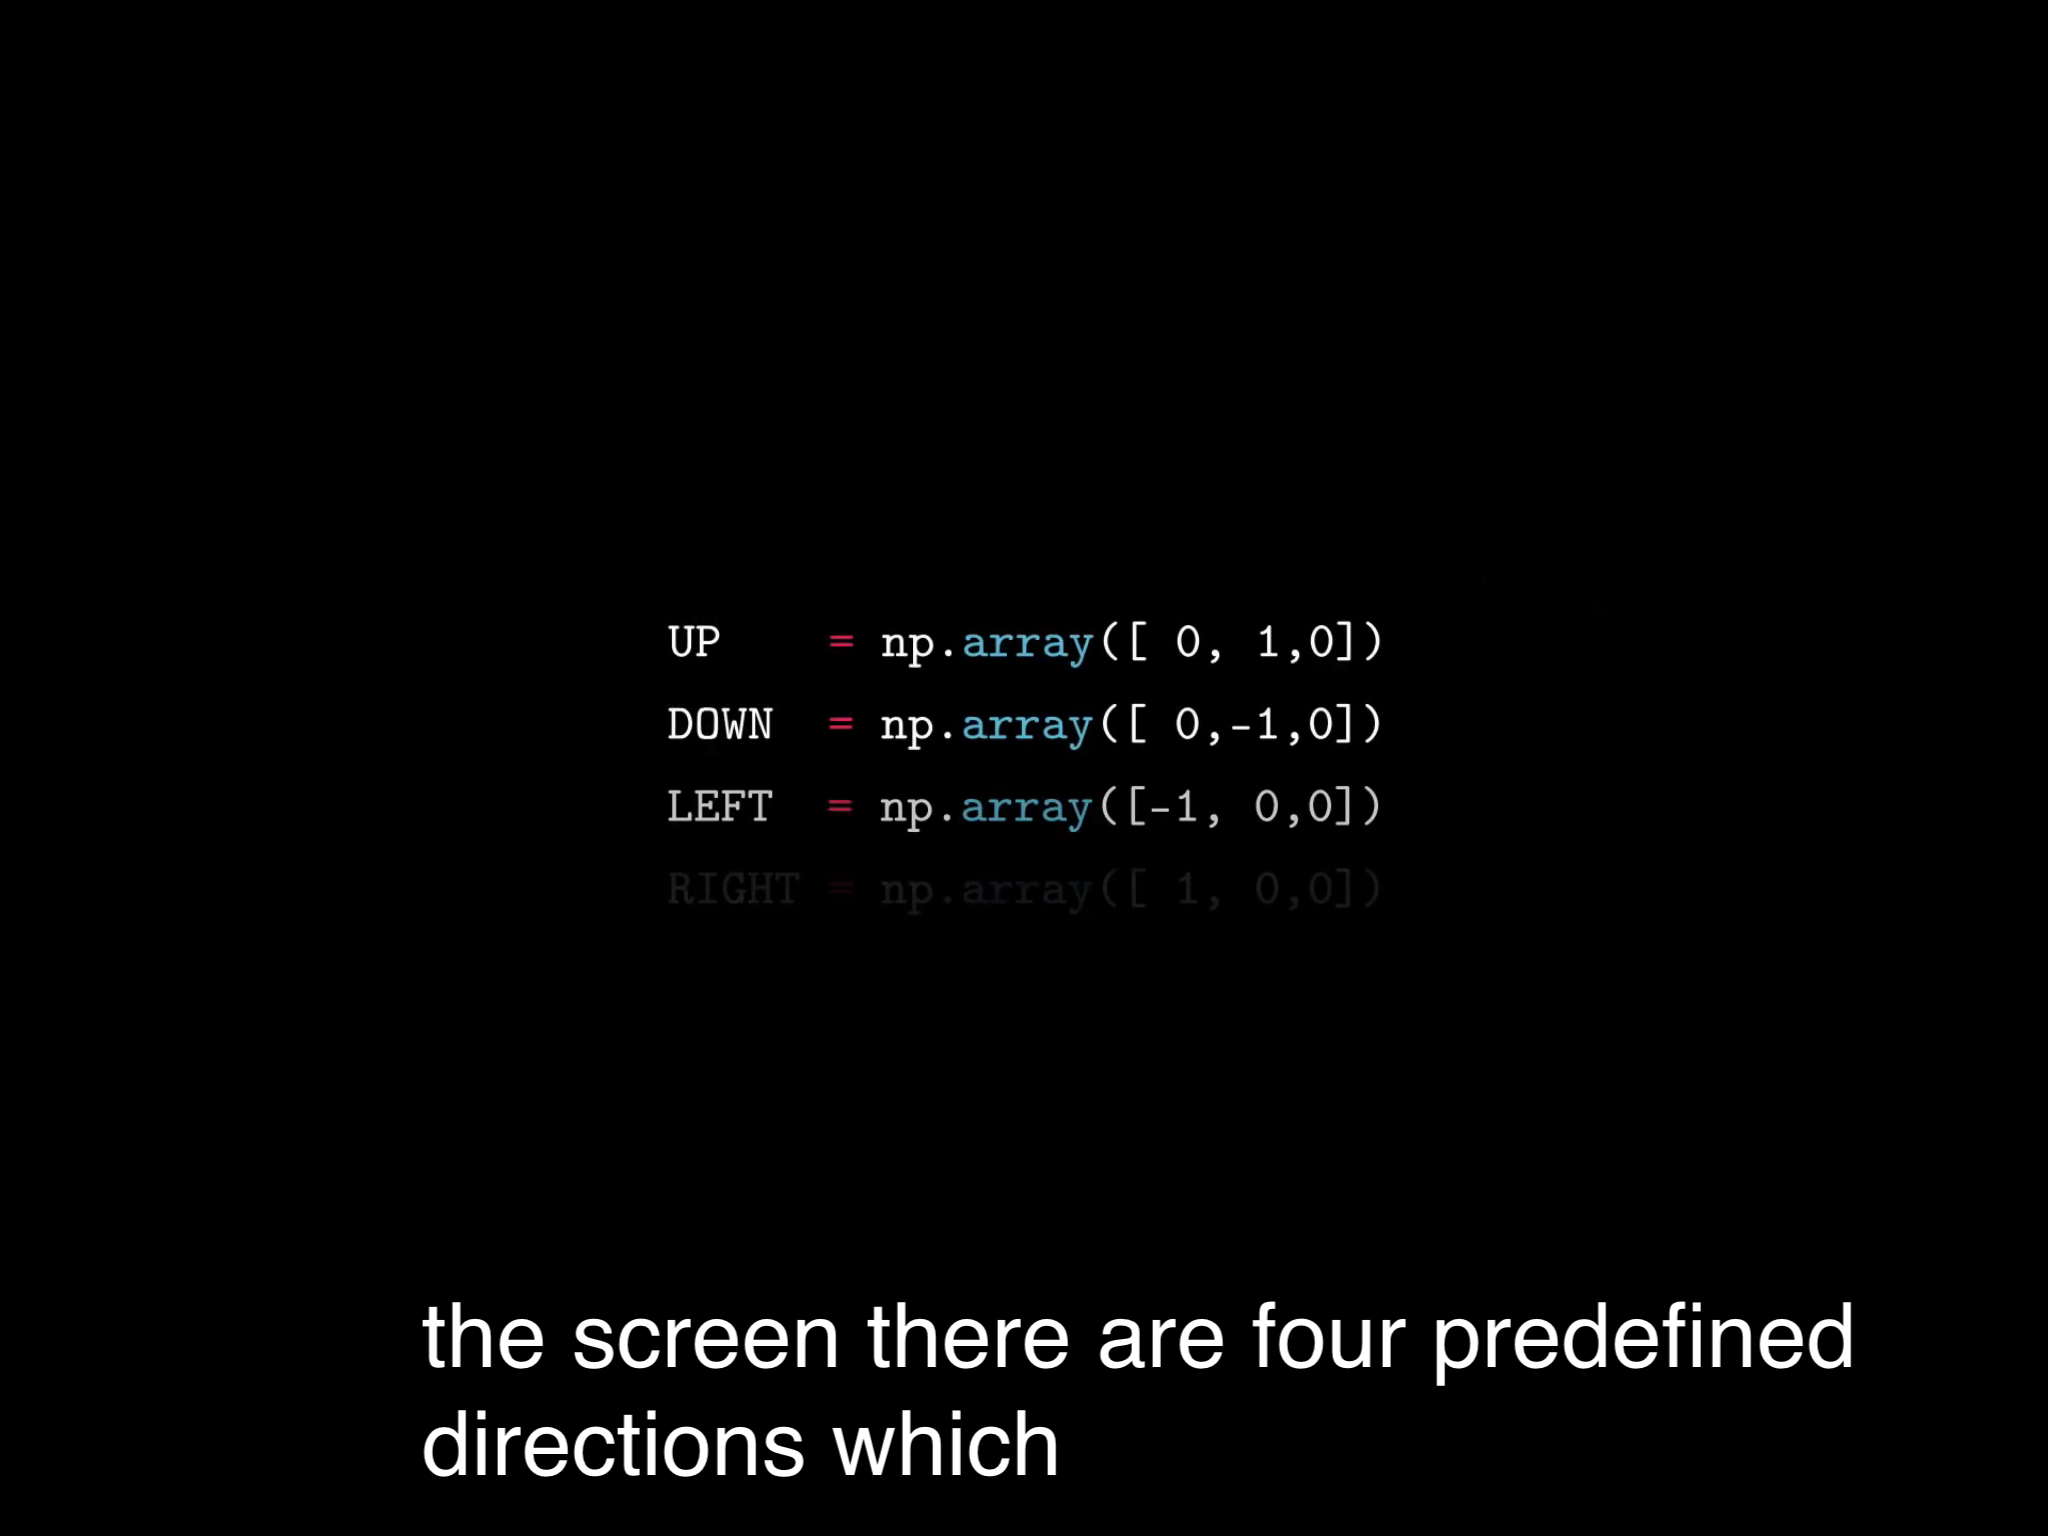 UP    = np.array([ 0, 1,0])
DOWN  = np.array([ 0,-1,0])
LEFT  = np.array([-1, 0,0])
RIGHT = np.array([ 1, 0,0])
the screen there are four predefined
directions which